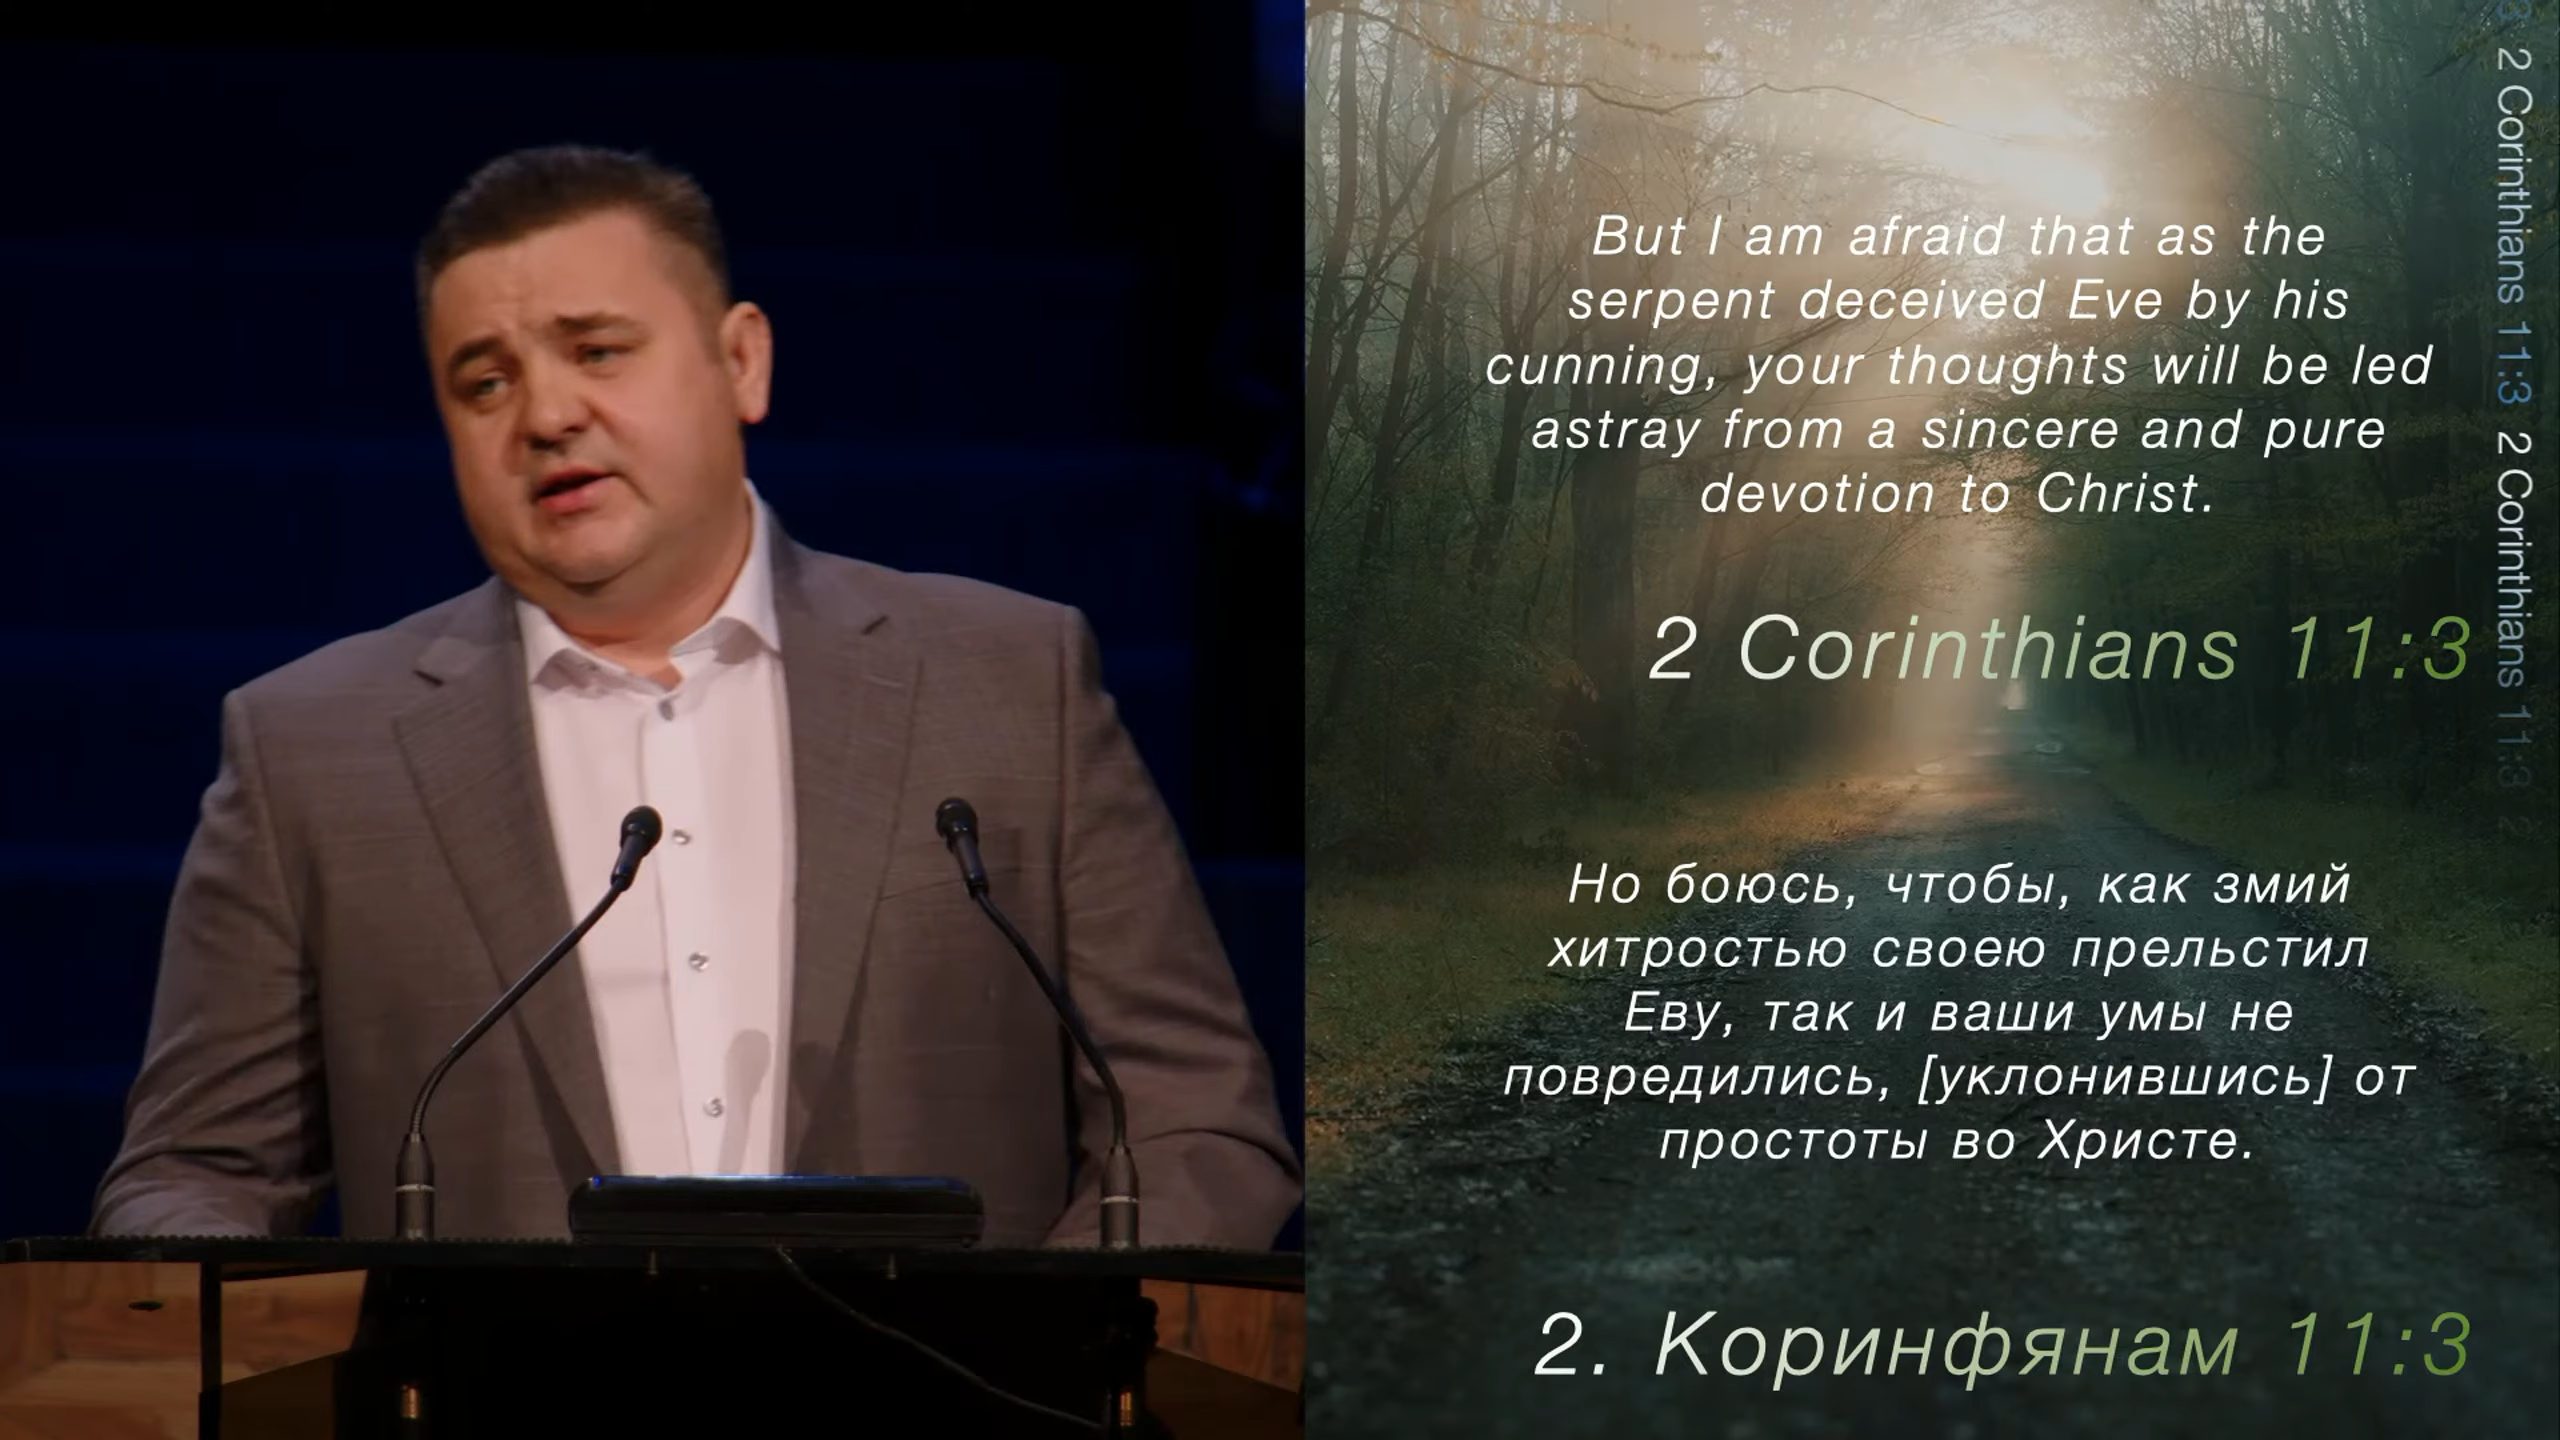 But I am afraid that as the
serpent deceived Eve by his
cunning, your thoughts will be led
astray from a sincere and pure
devotion to Christ.
2 Corinthians 11:3
Но боюсь, чтобы, как змий
хитростью своею прельстил
Еву, так и ваши умы не
повредились, [уклонившись] от
простоты во Христе.
2. Коринфянам 11:3
3 2 Corinthians 11:3 2 Corinthians 11:3 2